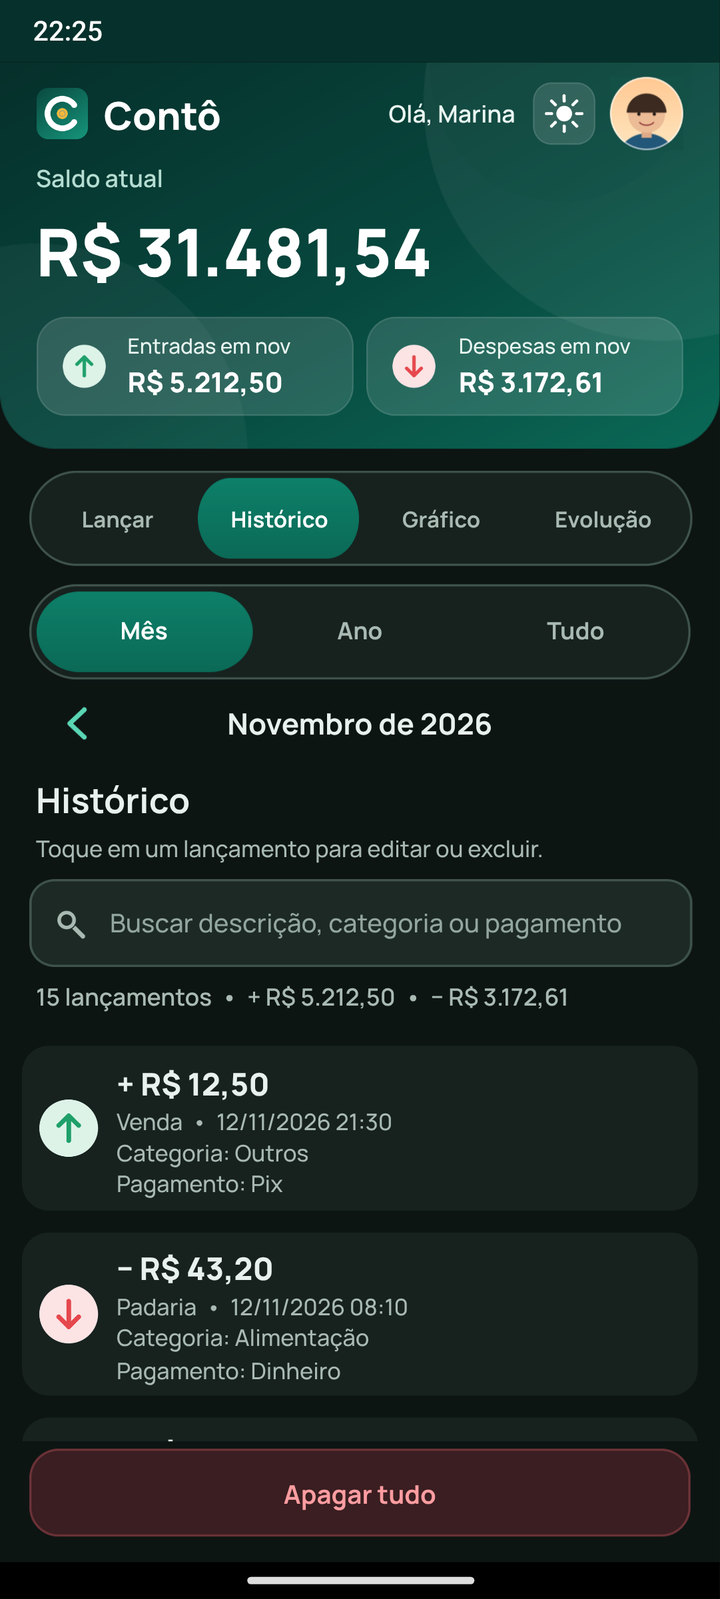 22:25
Contô
Olá, Marina
Saldo atual
R$ 31.481,54
Entradas em nov
R$ 5.212,50
Despesas em nov
R$ 3.172,61
Lançar Histórico Gráfico Evolução
Mês Ano Tudo
Novembro de 2026
Histórico
Toque em um lançamento para editar ou excluir.
Buscar descrição, categoria ou pagamento
15 lançamentos • + R$ 5.212,50 • − R$ 3.172,61
+ R$ 12,50
Venda • 12/11/2026 21:30
Categoria: Outros
Pagamento: Pix
− R$ 43,20
Padaria • 12/11/2026 08:10
Categoria: Alimentação
Pagamento: Dinheiro
Apagar tudo